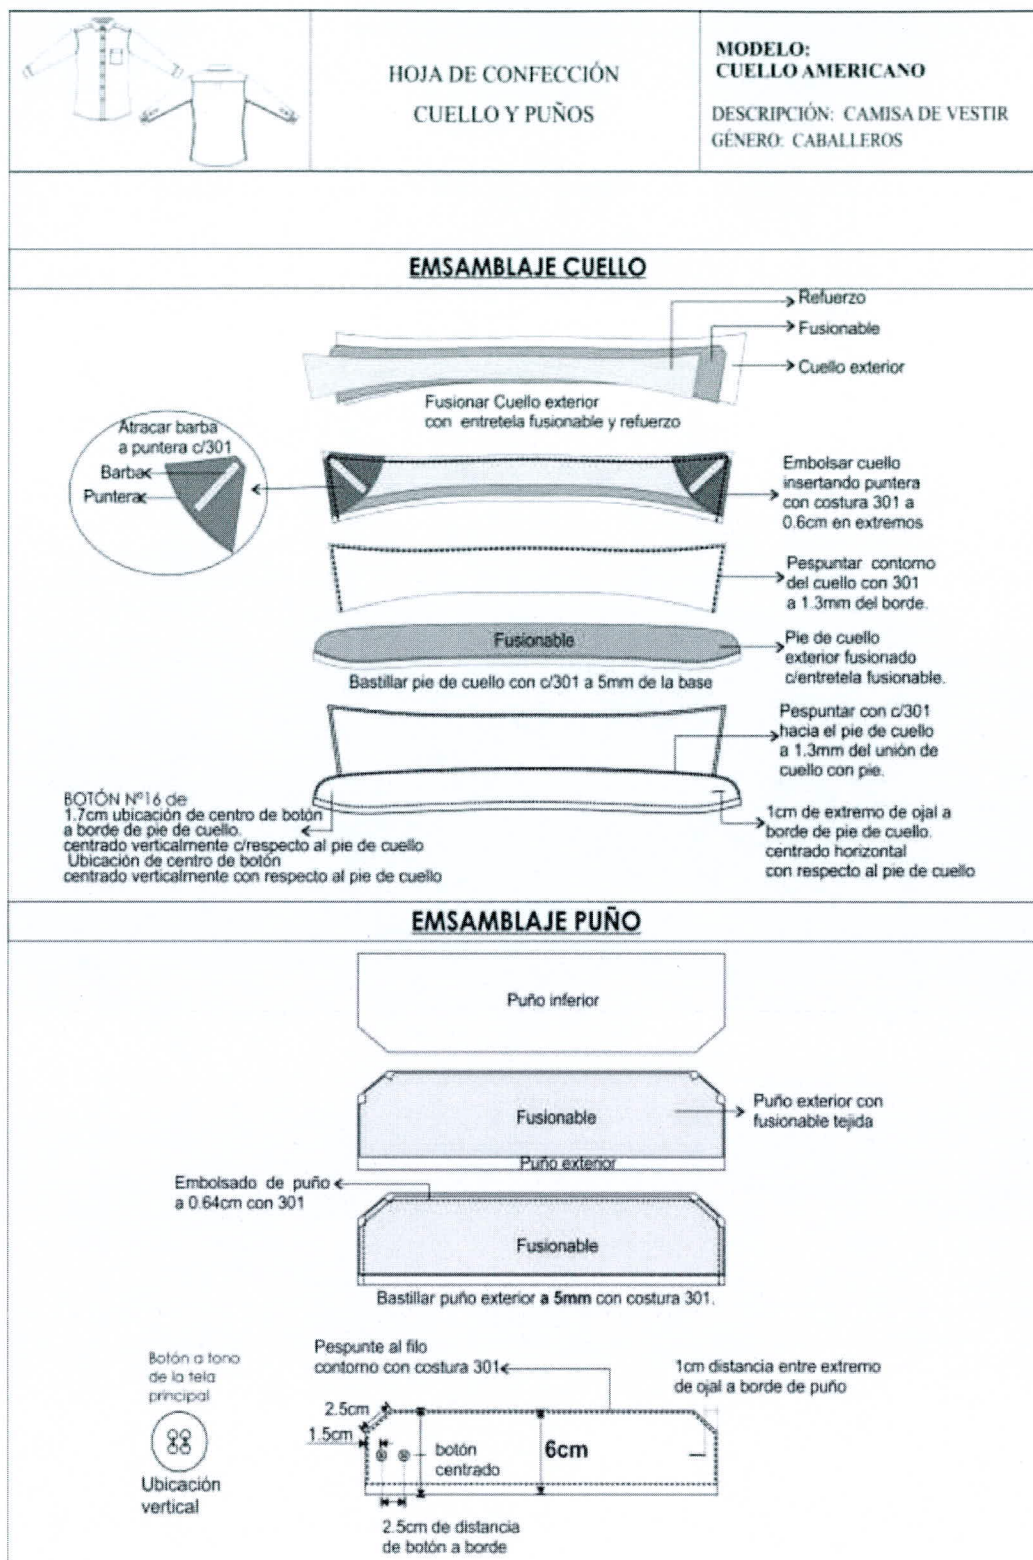 HOJA DE CONFECCIÓN
CUELLO Y PUÑOS
MODELO:
CUELLO AMERICANO
DESCRIPCIÓN: CAMISA DE VESTIR
GÉNERO: CABALLEROS
EMSAMBLAJE CUELLO
Refuerzo
Fusionable
Cuello exterior
Fusionar Cuello exterior
con entretela fusionable y refuerzo
Atracar barba
a puntera c/301
Barba
Puntera
Embolsar cuello
insertando puntera
con costura 301 a
0.6cm en extremos
Pespuntar contorno
del cuello con 301
a 1.3mm del borde.
Fusionable
Pie de cuello
exterior fusionado
c/entretela fusionable.
Bastillar pie de cuello con c/301 a 5mm de la base
Pespuntar con c/301
hacia el pie de cuello
a 1.3mm del unión de
cuello con pie.
BOTÓN Nº16 de
1.7cm ubicación de centro de botón
a borde de pie de cuello.
centrado verticalmente c/respecto al pie de cuello
Ubicación de centro de botón
centrado verticalmente con respecto al pie de cuello
1cm de extremo de ojal a
borde de pie de cuello.
centrado horizontal
con respecto al pie de cuello
EMSAMBLAJE PUÑO
Puño inferior
Fusionable
Puño exterior con
fusionable tejida
Puño exterior
Embolsado de puño
a 0.64cm con 301
Fusionable
Bastillar puño exterior a 5mm con costura 301.
Botón a tono
de la tela
principal
Ubicación
vertical
Pespunte al filo
contorno con costura 301
1cm distancia entre extremo
de ojal a borde de puño
2.5cm
1.5cm
botón
centrado
6cm
2.5cm de distancia
de botón a borde